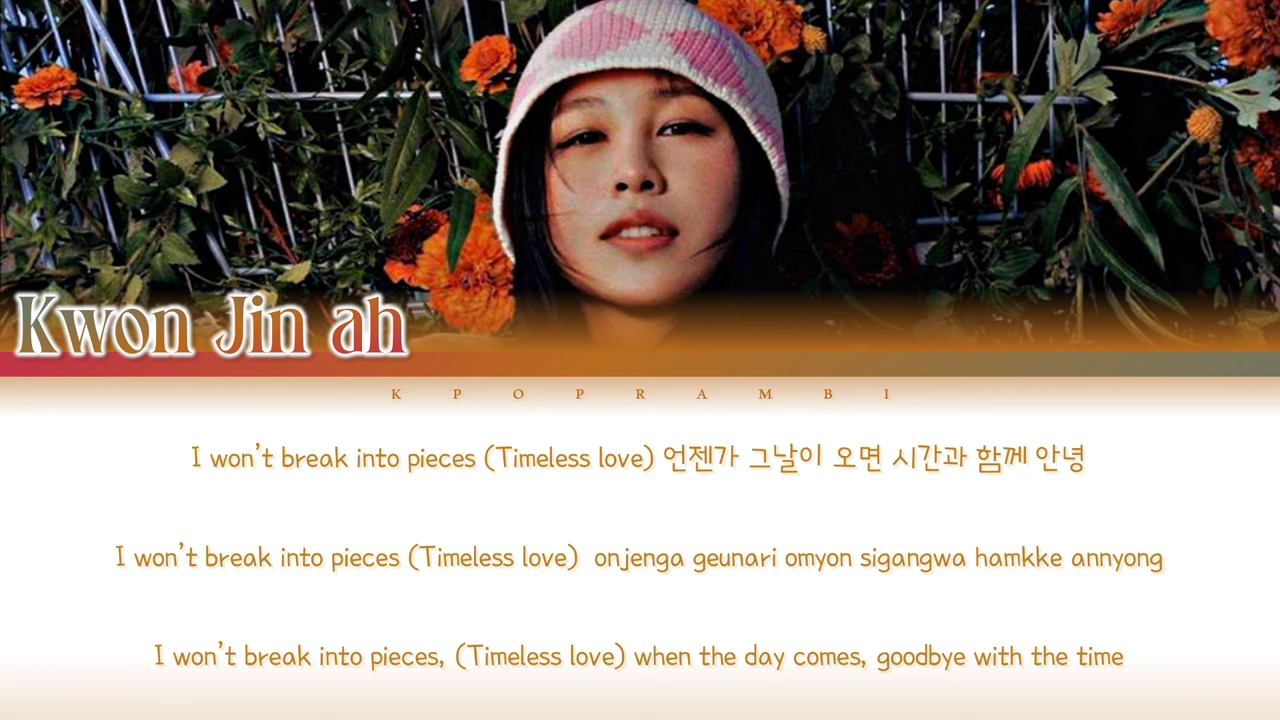 Kwon Jin ah
K P O P R A M B I
I won't break into pieces (Timeless love) 언젠가 그날이 오면 시간과 함께 안녕
I won't break into pieces (Timeless love) onjenga geunari omyon sigangwa hamkke annyong
I won't break into pieces, (Timeless love) when the day comes, goodbye with the time